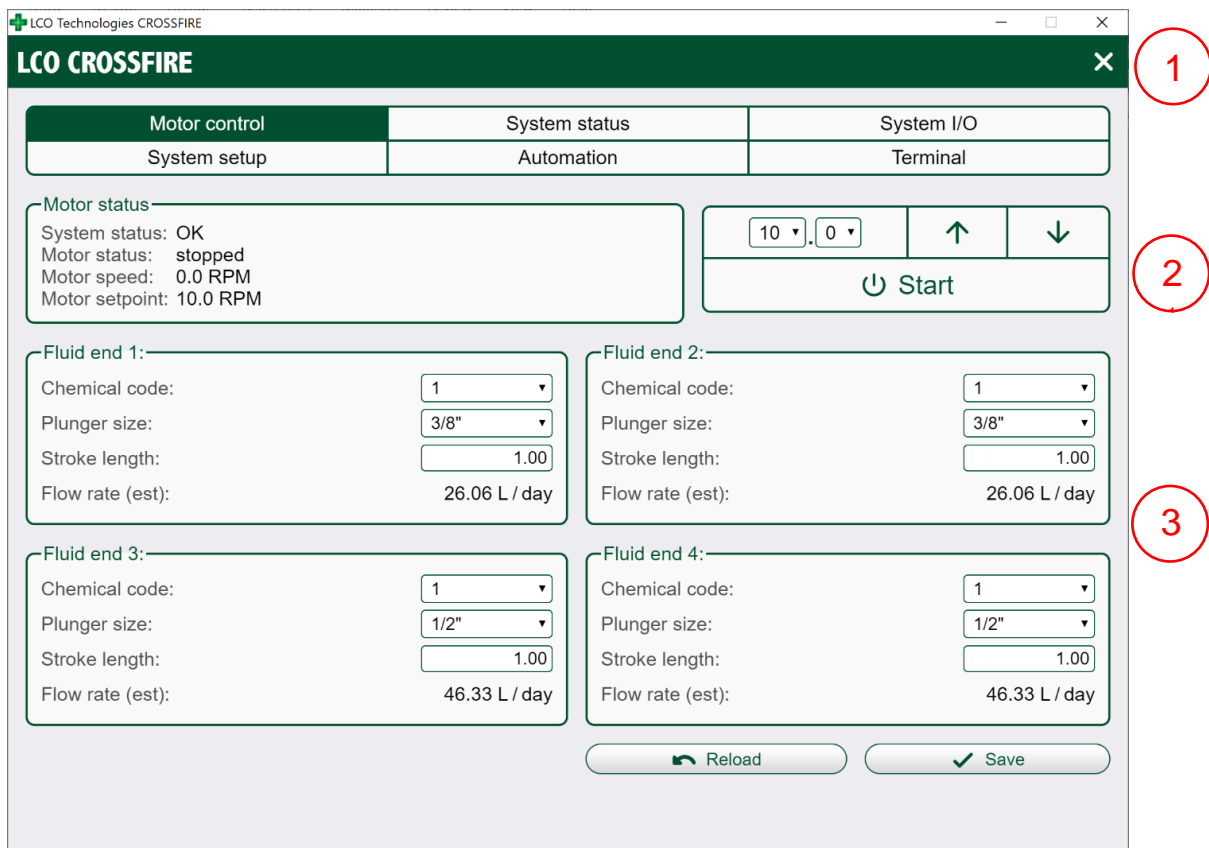 LCO Technologies CROSSFIRE
LCO CROSSFIRE
1
Motor control System status System I/O
System setup Automation Terminal
Motor status
System status: OK
Motor status: stopped
Motor speed: 0.0 RPM
Motor setpoint: 10.0 RPM
10 . 0
Start
2
Fluid end 1:
Chemical code: 1
Plunger size: 3/8"
Stroke length: 1.00
Flow rate (est): 26.06 L / day
Fluid end 2:
Chemical code: 1
Plunger size: 3/8"
Stroke length: 1.00
Flow rate (est): 26.06 L / day
3
Fluid end 3:
Chemical code: 1
Plunger size: 1/2"
Stroke length: 1.00
Flow rate (est): 46.33 L / day
Fluid end 4:
Chemical code: 1
Plunger size: 1/2"
Stroke length: 1.00
Flow rate (est): 46.33 L / day
Reload Save